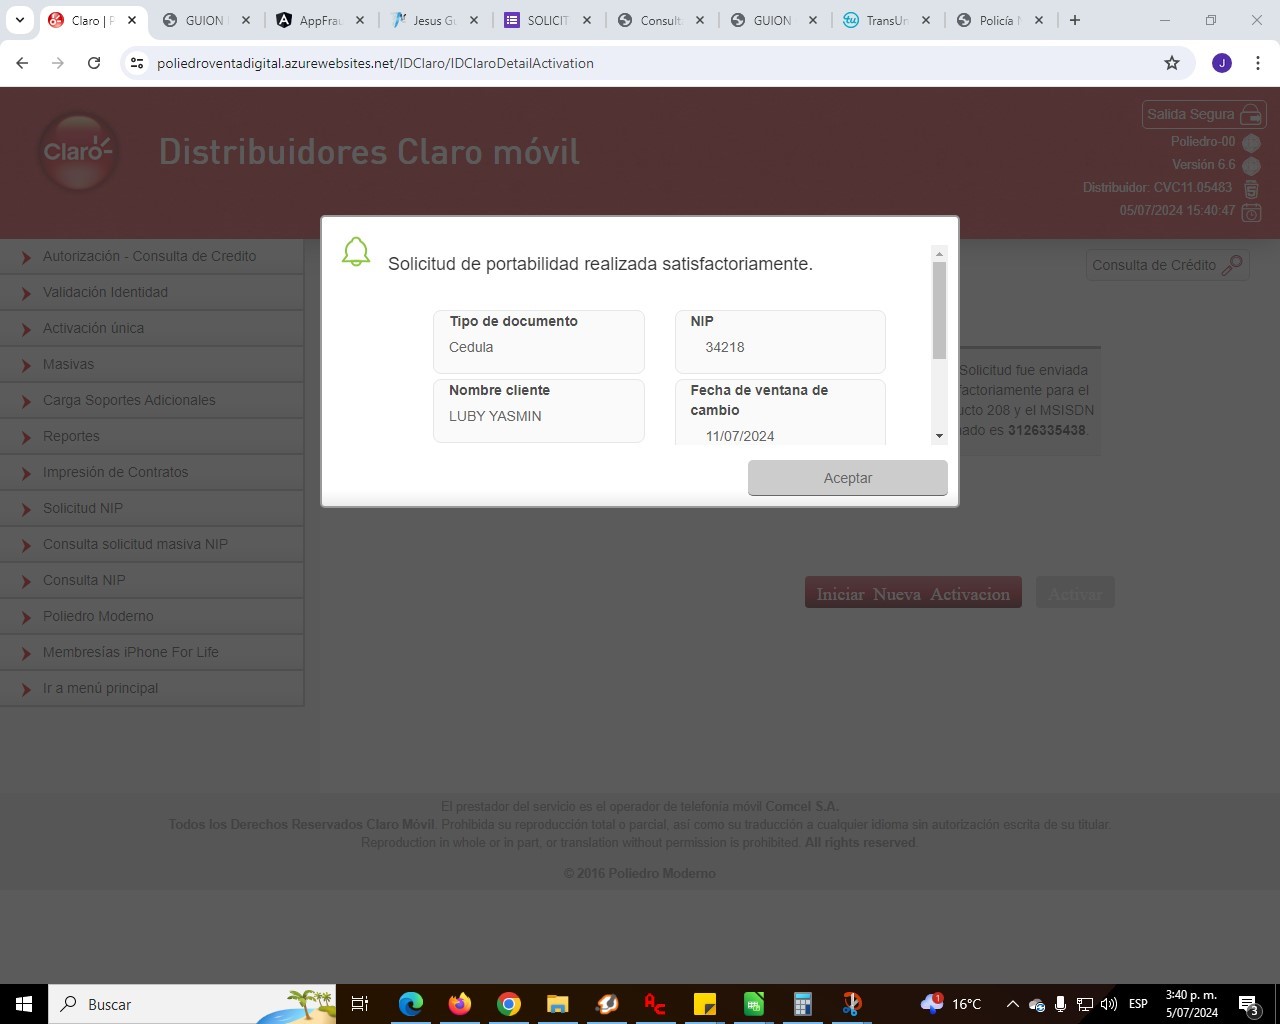 Claro | P
GUION
AppFrau
Jesus Gu
SOLICIT
Consult
GUION
TransUn
Policía N
poliedroventadigital.azurewebsites.net/IDClaro/IDClaroDetailActivation
J
Claro
Distribuidores Claro móvil
Salida Segura
Poliedro-00
Versión 6.6
Distribuidor: CVC11.05483
05/07/2024 15:40:47
Autorización - Consulta de Credito
Validación Identidad
Activación única
Masivas
Carga Soportes Adicionales
Reportes
Impresión de Contratos
Solicitud NIP
Consulta solicitud masiva NIP
Consulta NIP
Poliedro Moderno
Membresías iPhone For Life
Ir a menú principal
Consulta de Crédito
Solicitud de portabilidad realizada satisfactoriamente.
Tipo de documento
Cedula
NIP
34218
Nombre cliente
LUBY YASMIN
Fecha de ventana de
cambio
11/07/2024
Aceptar
Solicitud fue enviada
factoriamente para el
ucto 208 y el MSISDN
nado es 3126335438.
Iniciar Nueva Activacion
Activar
El prestador del servicio es el operador de telefonía móvil Comcel S.A.
Todos los Derechos Reservados Claro Móvil. Prohibida su reproducción total o parcial, así como su traducción a cualquier idioma sin autorización escrita de su titular.
Reproduction in whole or in part, or translation without permission is prohibited. All rights reserved.
© 2016 Poliedro Moderno
Buscar
1
16°C
ESP
3:40 p. m.
5/07/2024
3